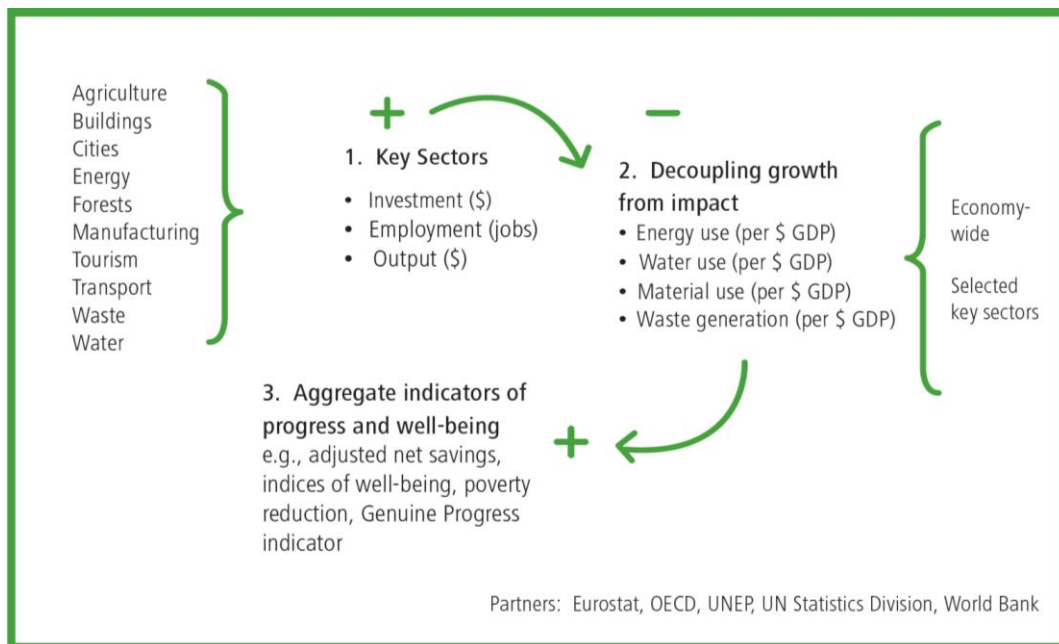 Agriculture
Buildings
Cities
Energy
Forests
Manufacturing
Tourism
Transport
Waste
Water
+
1. Key Sectors
• Investment ($)
• Employment (jobs)
• Output ($)
−
2. Decoupling growth
from impact
• Energy use (per $ GDP)
• Water use (per $ GDP)
• Material use (per $ GDP)
• Waste generation (per $ GDP)
Economy-
wide
Selected
key sectors
3. Aggregate indicators of
progress and well-being
e.g., adjusted net savings,
indices of well-being, poverty
reduction, Genuine Progress
indicator
+
Partners: Eurostat, OECD, UNEP, UN Statistics Division, World Bank